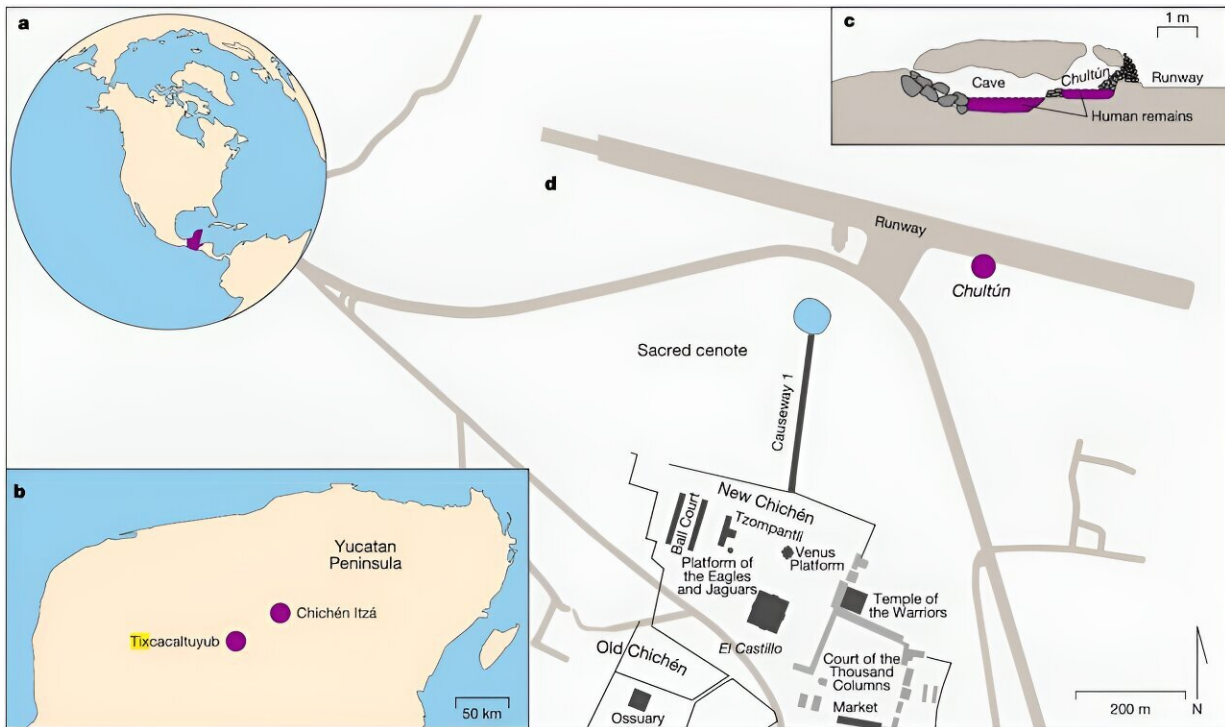 a
c
1 m
Cave
Chultún
Runway
Human remains
d
Runway
Chultún
Sacred cenote
Causeway 1
b
Yucatan
Peninsula
Chichén Itzá
Tixcacaltuyub
50 km
New Chichén
Ball Court
Tzompantli
Venus
Platform
Platform of
the Eagles
and Jaguars
Temple of
the Warriors
El Castillo
Old Chichén
Court of the
Thousand
Columns
Ossuary
Market
200 m
N